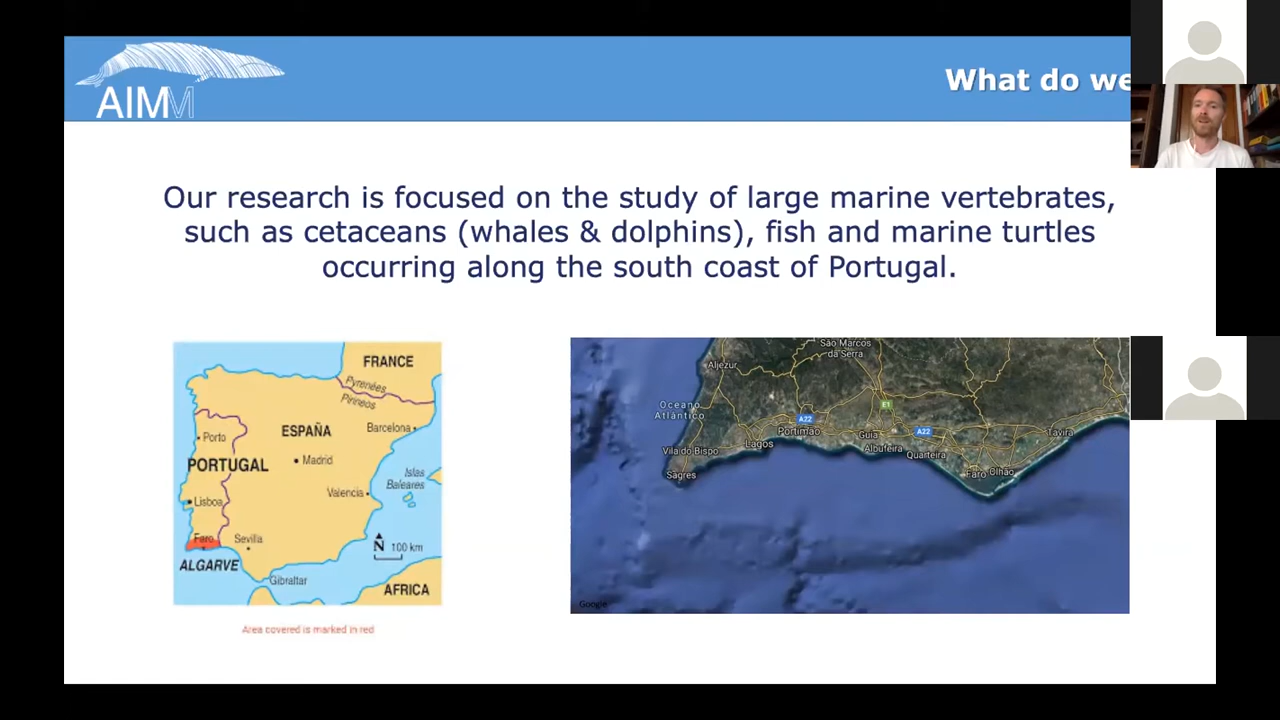 AIMM
What do we
Our research is focused on the study of large marine vertebrates,
such as cetaceans (whales & dolphins), fish and marine turtles
occurring along the south coast of Portugal.
FRANCE
Pyrénées
Pirineos
Barcelona
Porto
ESPAÑA
PORTUGAL
Madrid
Islas
Baleares
Lisboa
Valencia
Faro
Sevilla
N 100 km
ALGARVE
Gibraltar
AFRICA
Area covered is marked in red
São Marcos
da Serra
Aljezur
Oceano
Atlântico
E1
A22
Portimão
Guia
A22
Tavira
Lagos
Vila do Bispo
Albufeira
Quarteira
Sagres
Faro
Olhão
Google